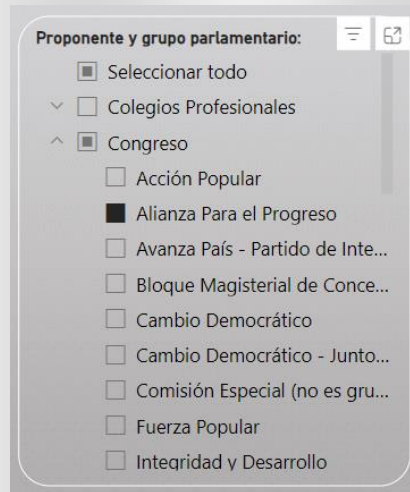 Proponente y grupo parlamentario:
Seleccionar todo
Colegios Profesionales
Congreso
Acción Popular
Alianza Para el Progreso
Avanza País - Partido de Inte...
Bloque Magisterial de Conce...
Cambio Democrático
Cambio Democrático - Junto...
Comisión Especial (no es gru...
Fuerza Popular
Integridad y Desarrollo